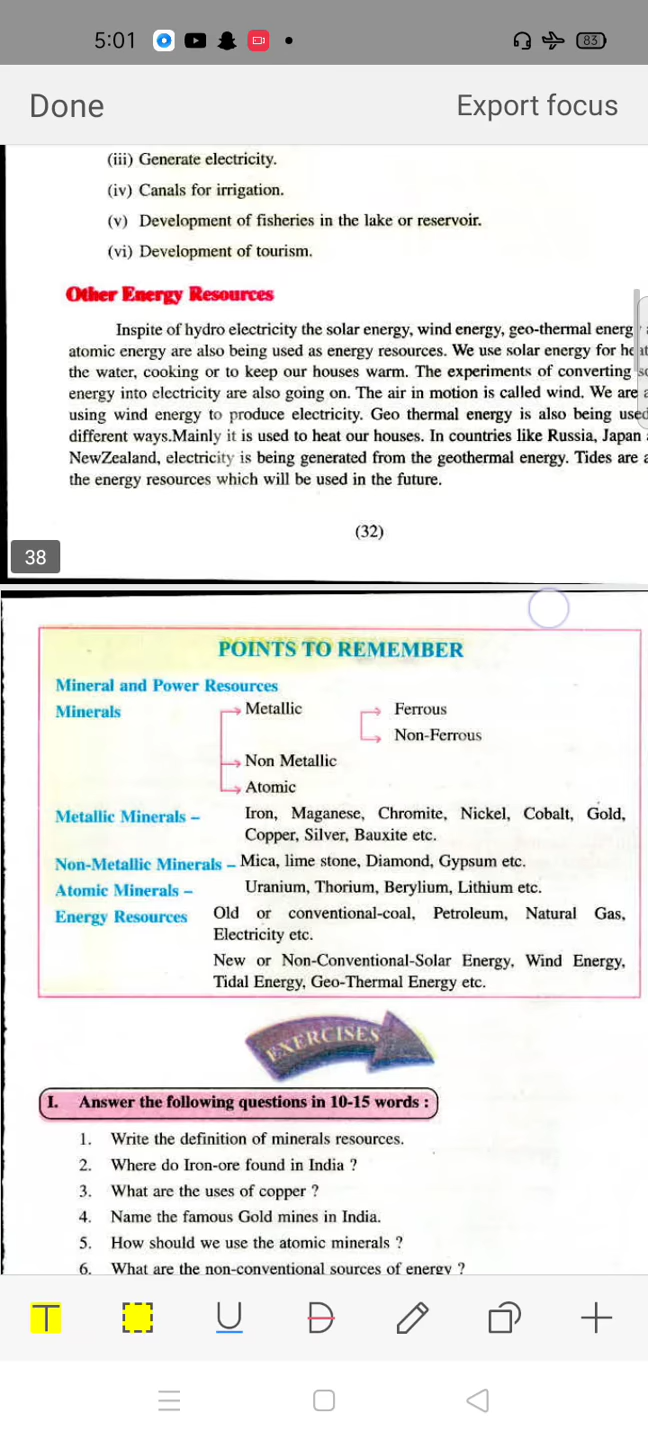 5:01
83
Done
Export focus
(iii) Generate electricity.
(iv) Canals for irrigation.
(v) Development of fisheries in the lake or reservoir.
(vi) Development of tourism.
Other Energy Resources
Inspite of hydro electricity the solar energy, wind energy, geo-thermal energ
atomic energy are also being used as energy resources. We use solar energy for heat
the water, cooking or to keep our houses warm. The experiments of converting
energy into electricity are also going on. The air in motion is called wind. We are
using wind energy to produce electricity. Geo thermal energy is also being used
different ways.Mainly it is used to heat our houses. In countries like Russia, Japan
NewZealand, electricity is being generated from the geothermal energy. Tides are
the energy resources which will be used in the future.
(32)
38
POINTS TO REMEMBER
Mineral and Power Resources
Minerals Metallic Ferrous
Non-Ferrous
Non Metallic
Atomic
Metallic Minerals – Iron, Maganese, Chromite, Nickel, Cobalt, Gold,
Copper, Silver, Bauxite etc.
Non-Metallic Minerals – Mica, lime stone, Diamond, Gypsum etc.
Atomic Minerals – Uranium, Thorium, Berylium, Lithium etc.
Energy Resources Old or conventional-coal, Petroleum, Natural Gas,
Electricity etc.
New or Non-Conventional-Solar Energy, Wind Energy,
Tidal Energy, Geo-Thermal Energy etc.
EXERCISES
I. Answer the following questions in 10-15 words :
1. Write the definition of minerals resources.
2. Where do Iron-ore found in India ?
3. What are the uses of copper ?
4. Name the famous Gold mines in India.
5. How should we use the atomic minerals ?
6. What are the non-conventional sources of energy ?